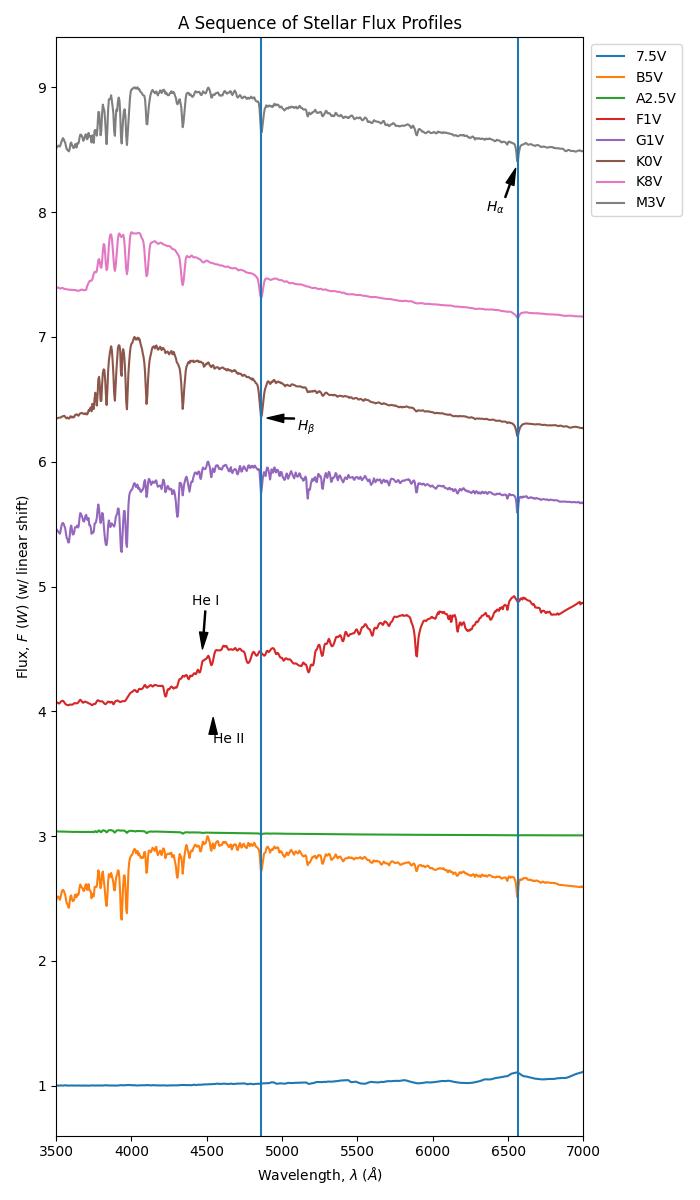 A Sequence of Stellar Flux Profiles
7.5V
B5V
A2.5V
F1V
G1V
K0V
K8V
M3V
9
8
7
6
5
4
3
2
1
Hα
Hβ
He I
He II
Flux, F (W) (w/ linear shift)
3500 4000 4500 5000 5500 6000 6500 7000
Wavelength, λ (Å)